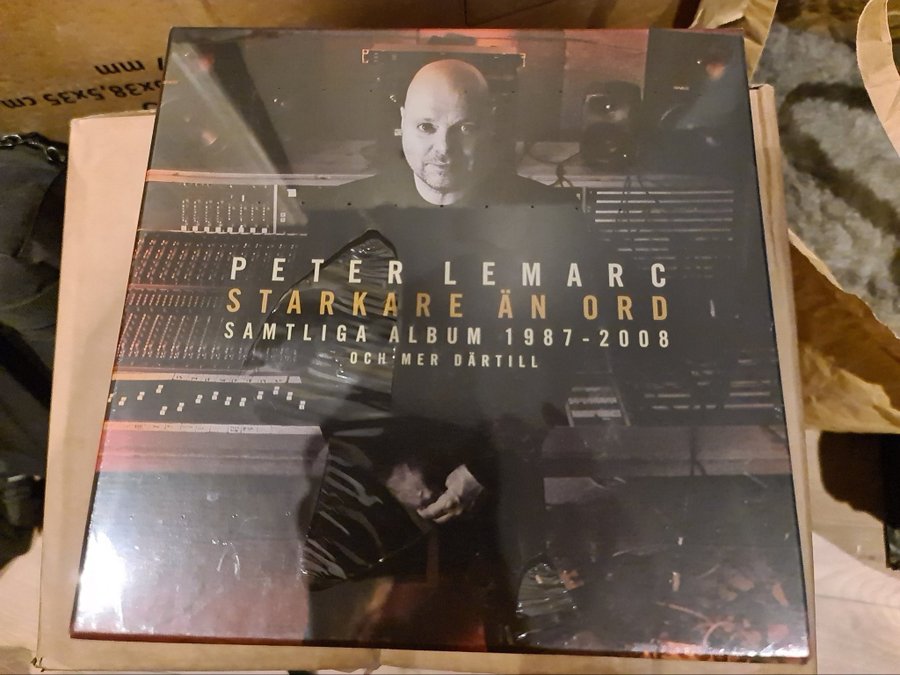 PETER LEMARC
STARKARE ÄN ORD
SAMTLIGA ALBUM 1987-2008
OCH MER DÄRTILL